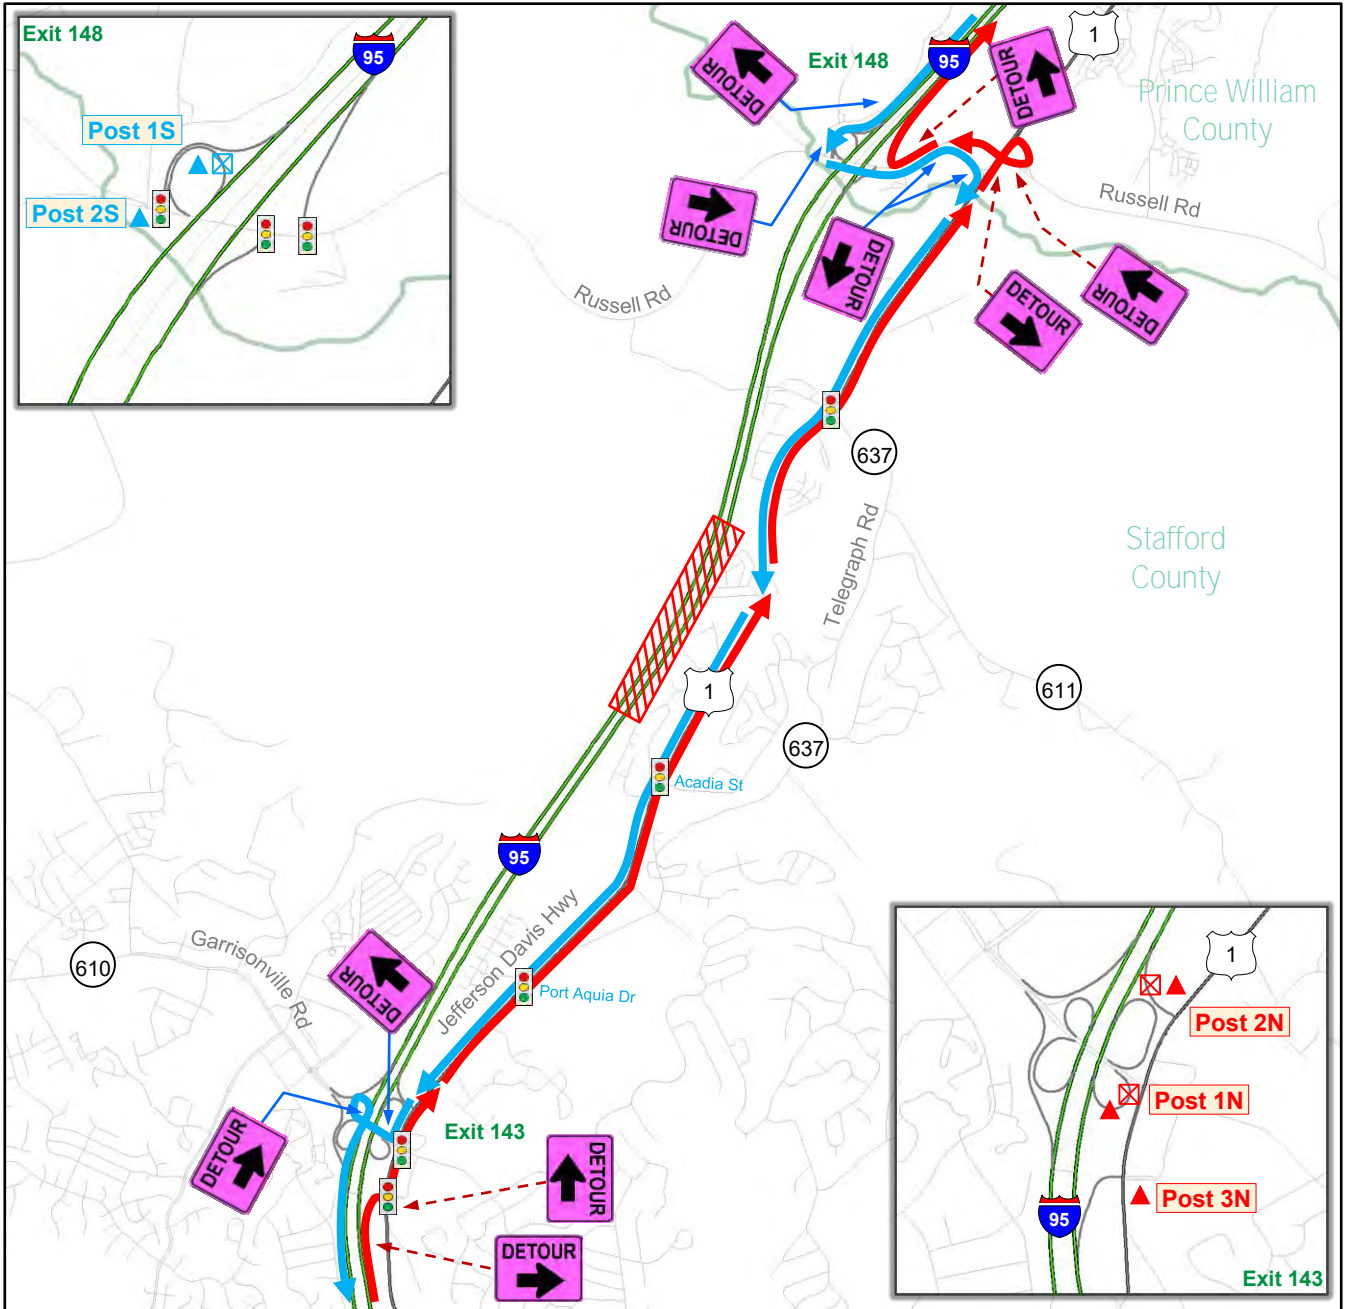 Exit 148
95
Post 1S
Post 2S
DETOUR
Exit 148
95
DETOUR
1
Prince William
County
DETOUR
Russell Rd
Russell Rd
DETOUR
DETOUR
DETOUR
637
Telegraph Rd
Stafford
County
1
611
637
Acadia St
95
Jefferson Davis Hwy
Garrisonville Rd
610
DETOUR
Port Aquia Dr
DETOUR
Exit 143
DETOUR
DETOUR
1
Post 2N
Post 1N
Post 3N
95
Exit 143